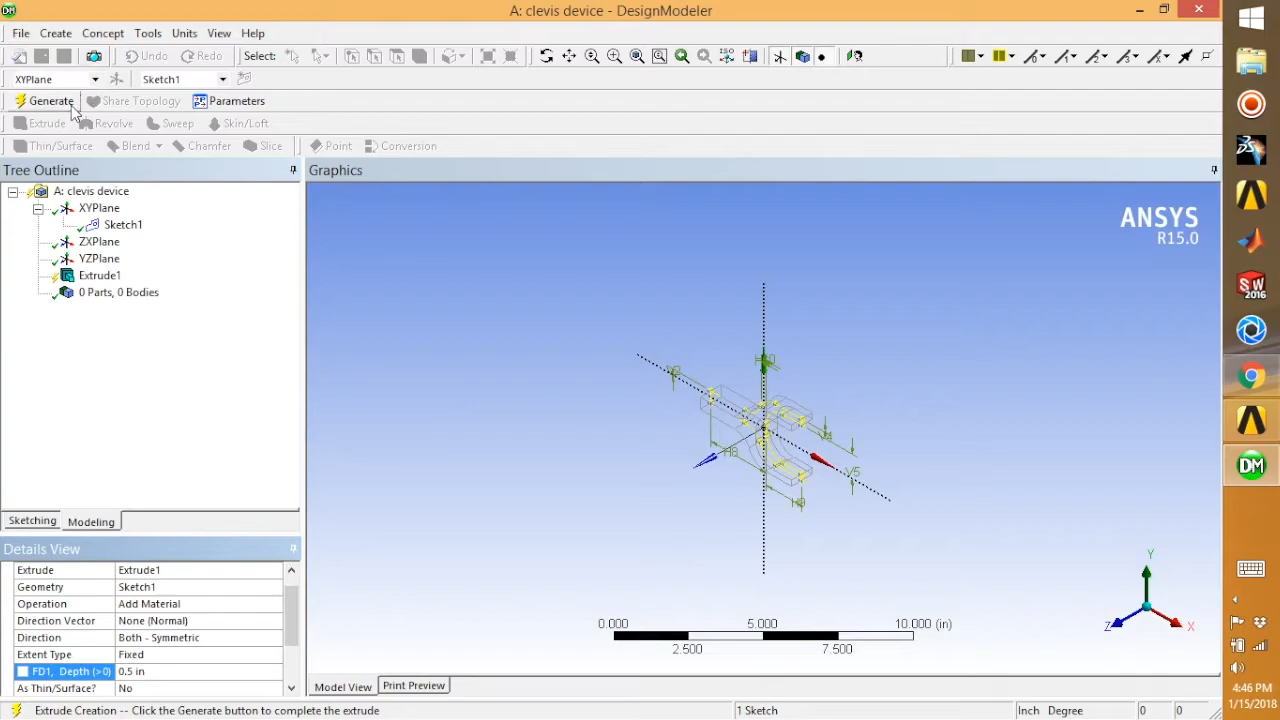 DM
A: clevis device - DesignModeler
File Create Concept Tools Units View Help
Undo Redo Select:
XYPlane Sketch1
Generate Share Topology Parameters
Extrude Revolve Sweep Skin/Loft
Thin/Surface Blend Chamfer Slice Point Conversion
Tree Outline
A: clevis device
XYPlane
Sketch1
ZXPlane
YZPlane
Extrude1
0 Parts, 0 Bodies
Sketching Modeling
Details View
Extrude Extrude1
Geometry Sketch1
Operation Add Material
Direction Vector None (Normal)
Direction Both - Symmetric
Extent Type Fixed
FD1, Depth (>0) 0.5 in
As Thin/Surface? No
Graphics
ANSYS
R15.0
H8
V5
0.000 5.000 10.000 (in)
2.500 7.500
Y
Z
X
Model View Print Preview
Extrude Creation -- Click the Generate button to complete the extrude
1 Sketch
Inch Degree 0 0
SW
2016
DM
4:46 PM
1/15/2018